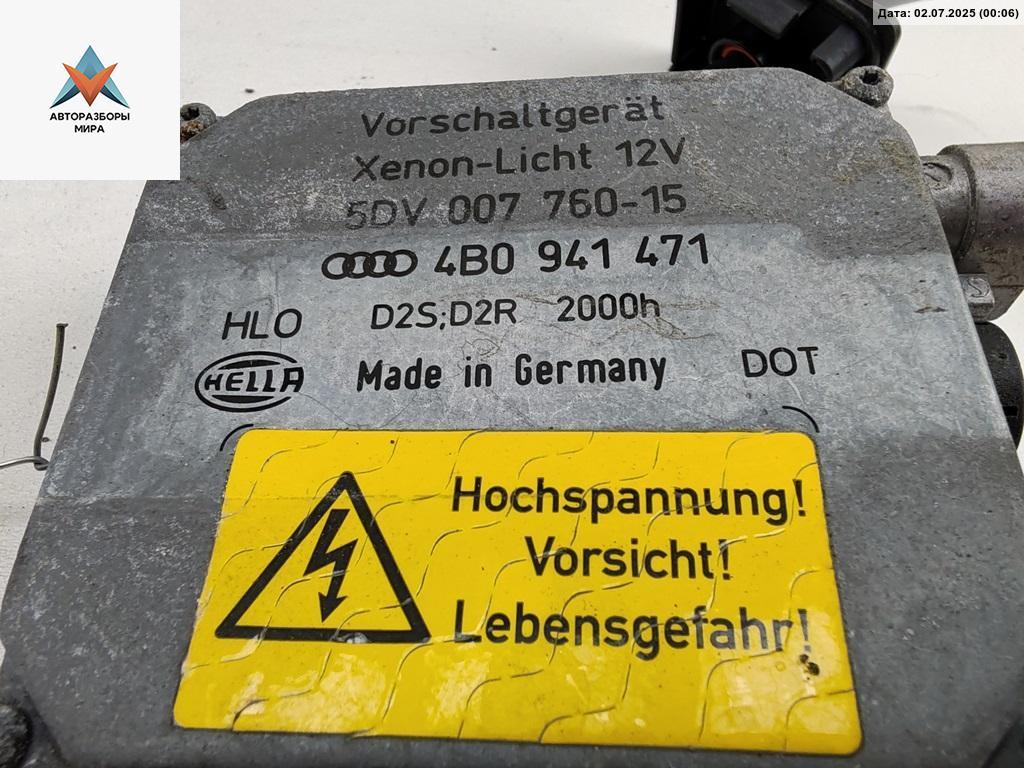 Дата: 02.07.2025 (00:06)
АВТОРАЗБОРЫ
МИРА
Vorschaltgerät
Xenon-Licht 12V
5DV 007 760-15
4B0 941 471
HLO D2S;D2R 2000h
HELLA Made in Germany DOT
Hochspannung!
Vorsicht!
Lebensgefahr!